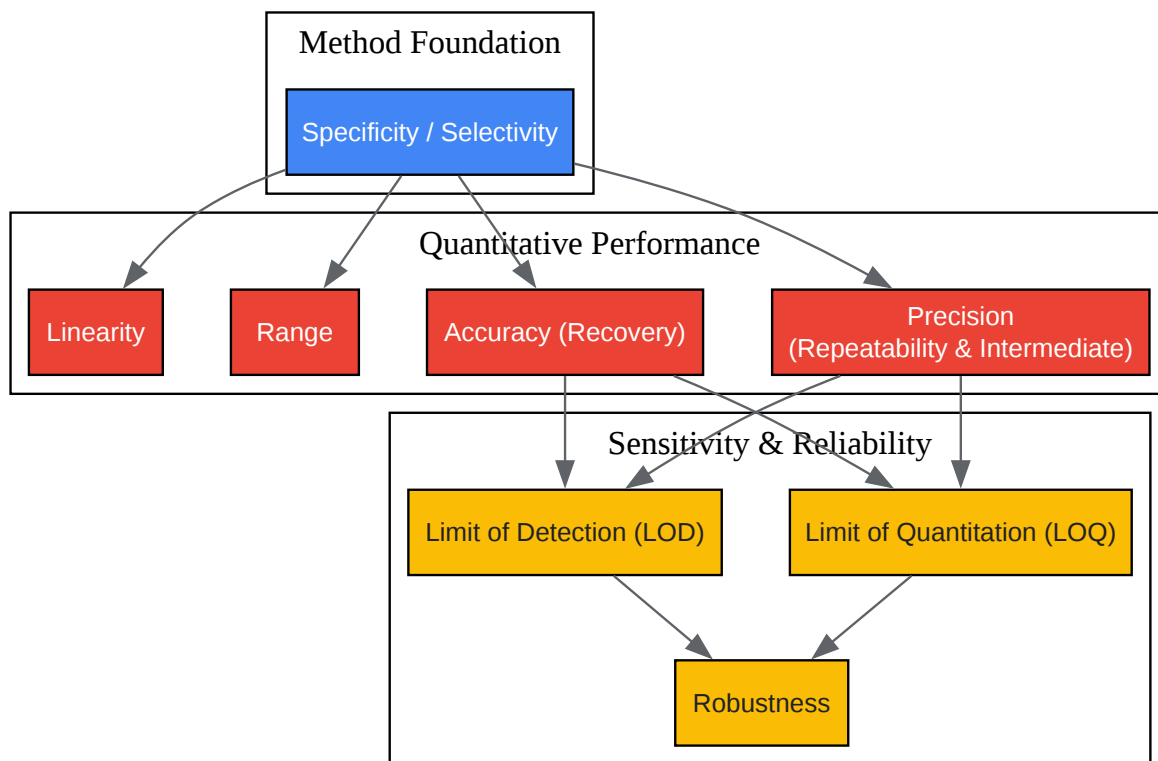 Method Foundation
Specificity / Selectivity
Quantitative Performance
Linearity
Range
Accuracy (Recovery)
Precision
(Repeatability & Intermediate)
Sensitivity & Reliability
Limit of Detection (LOD)
Limit of Quantitation (LOQ)
Robustness